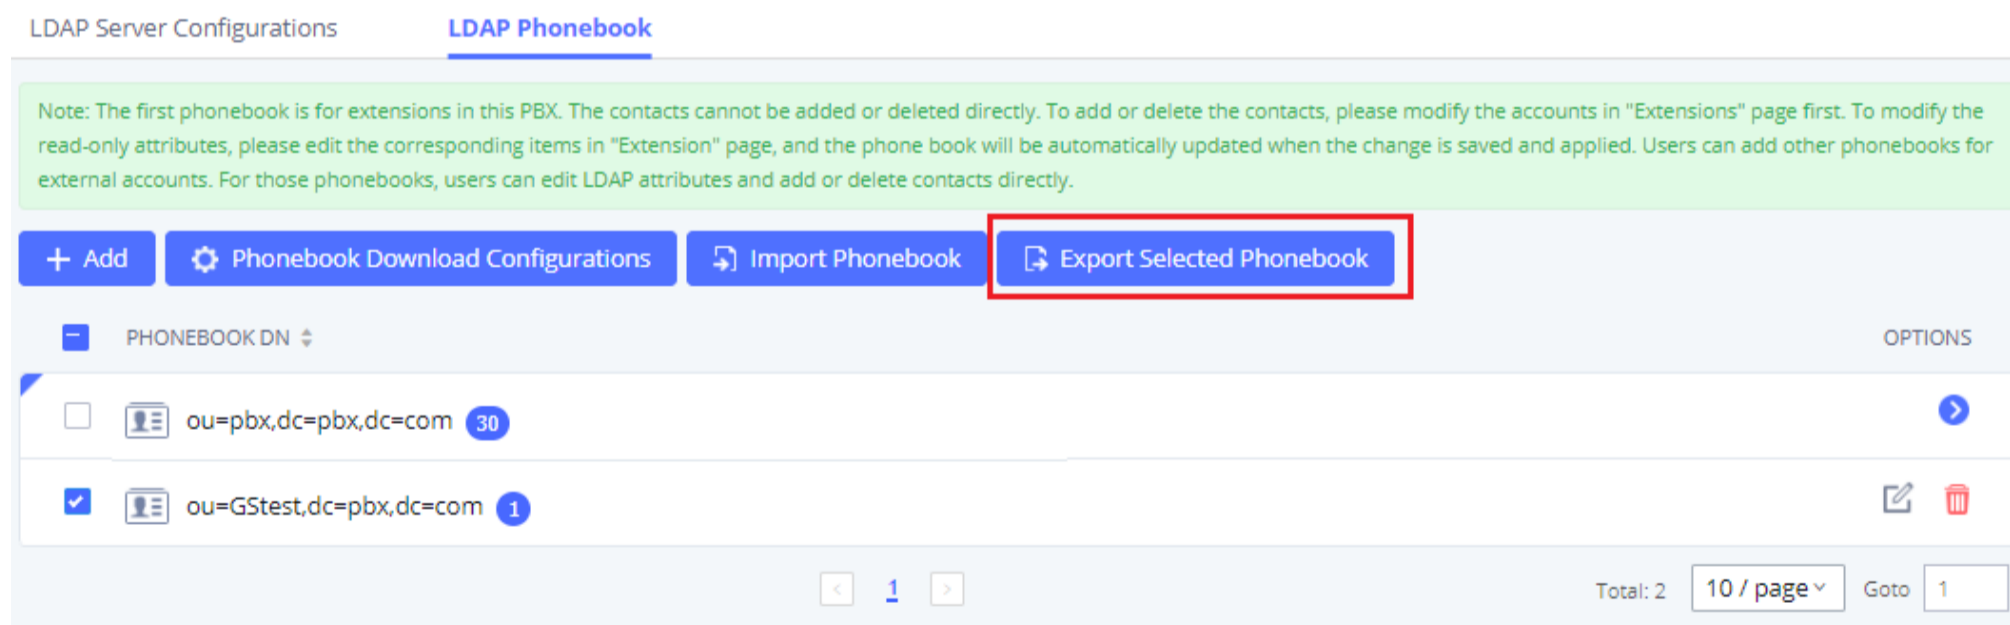 LDAP Server Configurations LDAP Phonebook
Note: The first phonebook is for extensions in this PBX. The contacts cannot be added or deleted directly. To add or delete the contacts, please modify the accounts in "Extensions" page first. To modify the
read-only attributes, please edit the corresponding items in "Extension" page, and the phone book will be automatically updated when the change is saved and applied. Users can add other phonebooks for
external accounts. For those phonebooks, users can edit LDAP attributes and add or delete contacts directly.
+ Add Phonebook Download Configurations Import Phonebook Export Selected Phonebook
PHONEBOOK DN OPTIONS
ou=pbx,dc=pbx,dc=com 30
ou=GStest,dc=pbx,dc=com 1
< 1 > Total: 2 10 / page Goto 1